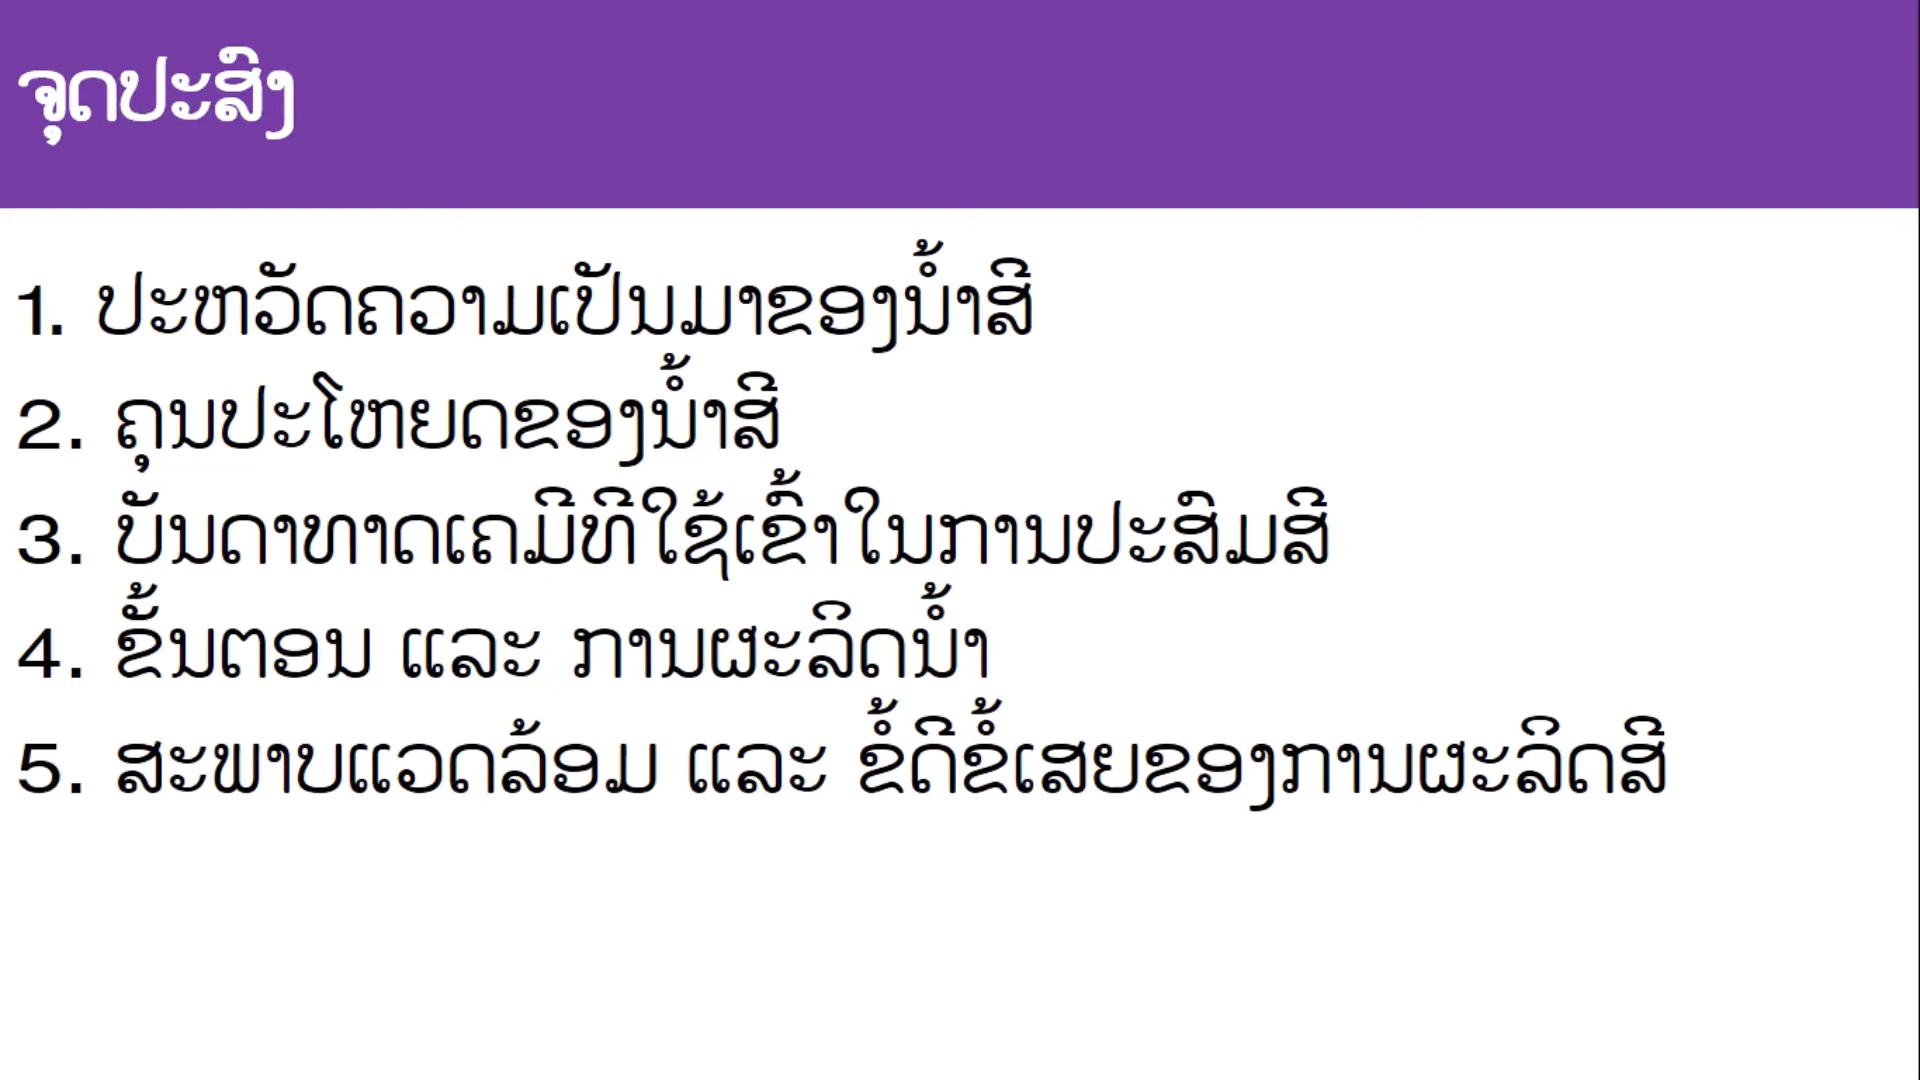 ຈຸດປະສົງ
1. ປະຫວັດຄວາມເປັນມາຂອງນ້ຳສີ
2. ຄຸນປະໂຫຍດຂອງນ້ຳສີ
3. ບັນດາທາດເຄມີທີໃຊ້ເຂົ້າໃນການປະສົມສີ
4. ຂັ້ນຕອນ ແລະ ການຜະລິດນ້ຳ
5. ສະພາບແວດລ້ອມ ແລະ ຂໍ້ດີຂໍ້ເສຍຂອງການຜະລິດສີ